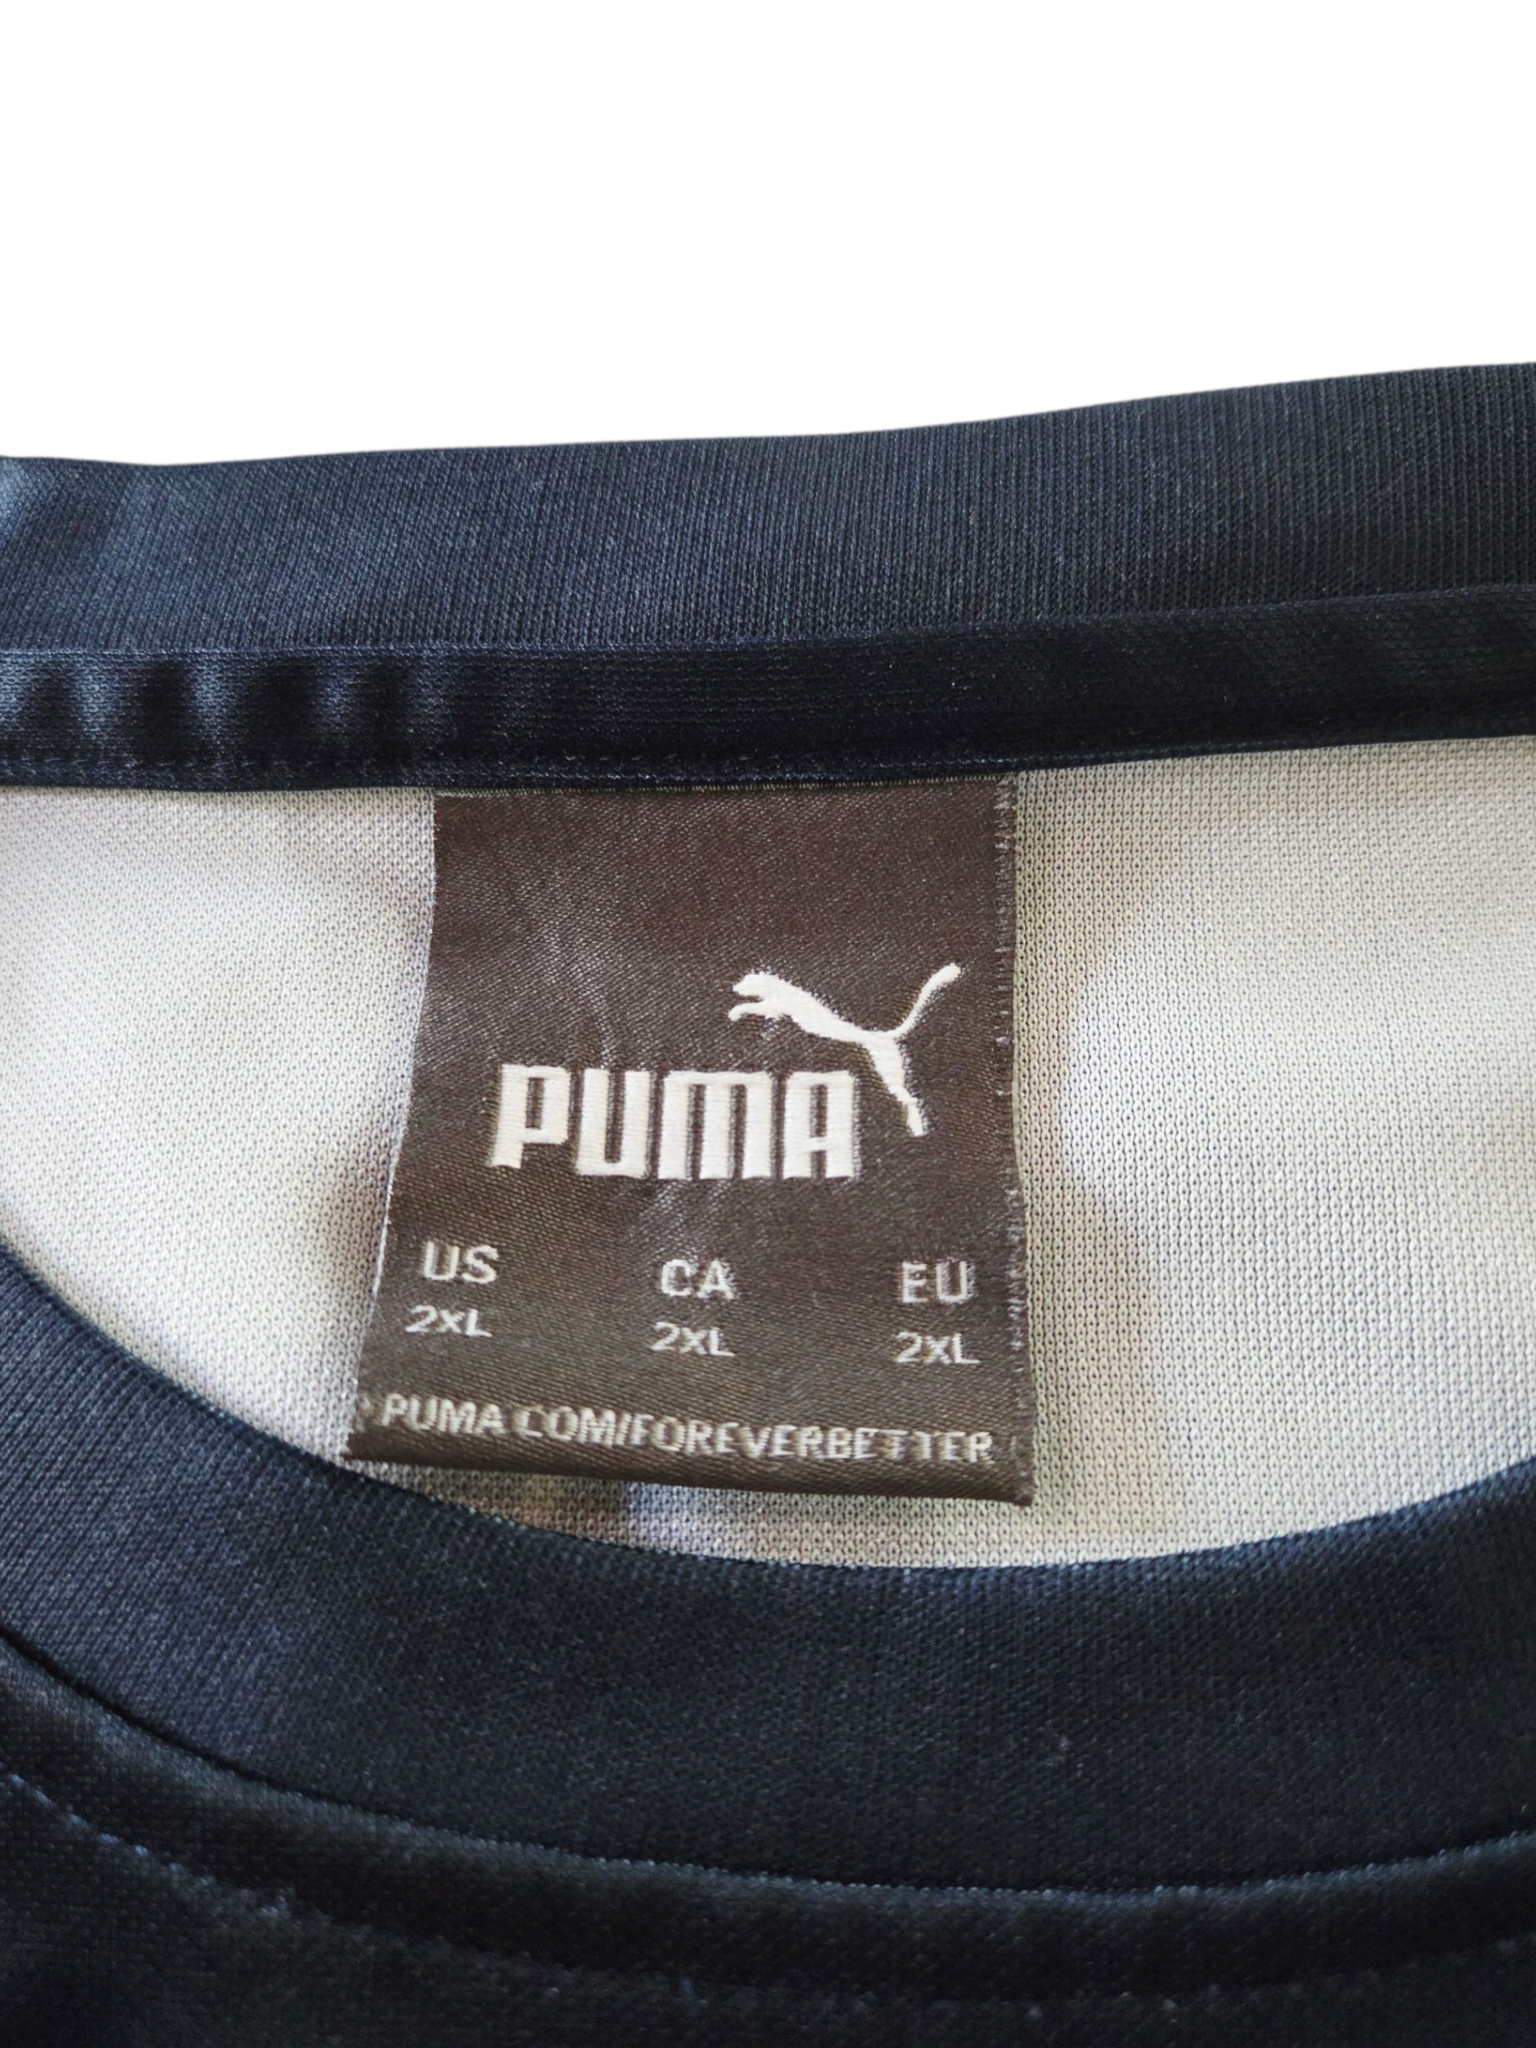 PUMA
US CA EU
2XL 2XL 2XL
PUMA.COM/FOREVERBETTER